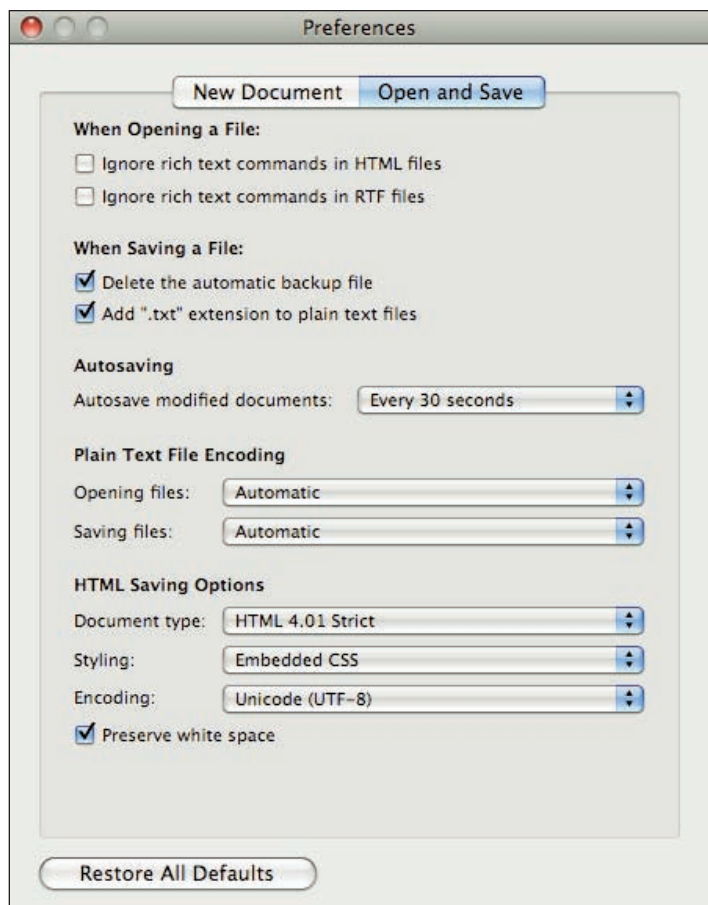 Preferences
New Document Open and Save
When Opening a File:
Ignore rich text commands in HTML files
Ignore rich text commands in RTF files
When Saving a File:
Delete the automatic backup file
Add ".txt" extension to plain text files
Autosaving
Autosave modified documents: Every 30 seconds
Plain Text File Encoding
Opening files: Automatic
Saving files: Automatic
HTML Saving Options
Document type: HTML 4.01 Strict
Styling: Embedded CSS
Encoding: Unicode (UTF-8)
Preserve white space
Restore All Defaults